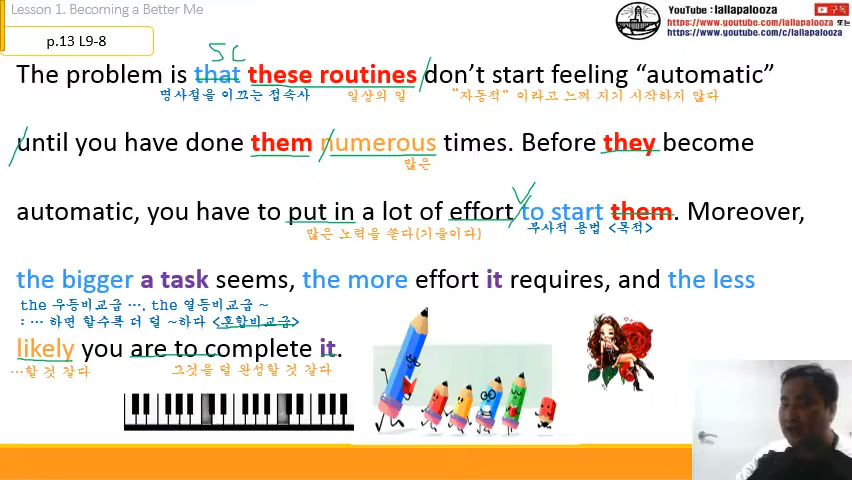 Lesson 1. Becoming a Better Me
p.13 L9-8
YouTube : lallapalooza
구독
https://www.youtube.com/lallapalooza 또는
https://www.youtube.com/c/lallapalooza
SC
The problem is that these routines don't start feeling “automatic”
명사절을 이끄는 접속사 일상의 일 “자동적” 이라고 느껴 지기 시작하지 않다
until you have done them numerous times. Before they become
많은
automatic, you have to put in a lot of effort to start them. Moreover,
많은 노력을 쏟다(기울이다) 부사적 용법 <목적>
the bigger a task seems, the more effort it requires, and the less
the 우등비교급 …, the 열등비교급 ~
: … 하면 할수록 더 덜 ~하다 <혼합비교급>
likely you are to complete it.
…할 것 같다 그것을 덜 완성할 것 같다